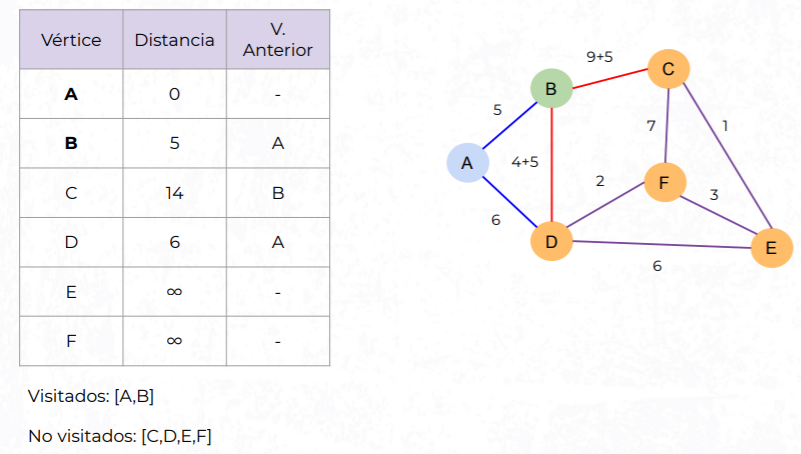 Vértice Distancia V. Anterior
A 0 -
B 5 A
C 14 B
D 6 A
E ∞ -
F ∞ -
Visitados: [A,B]
No visitados: [C,D,E,F]
9+5
C
B
5
7
1
A
4+5
2
F
3
6
D
E
6